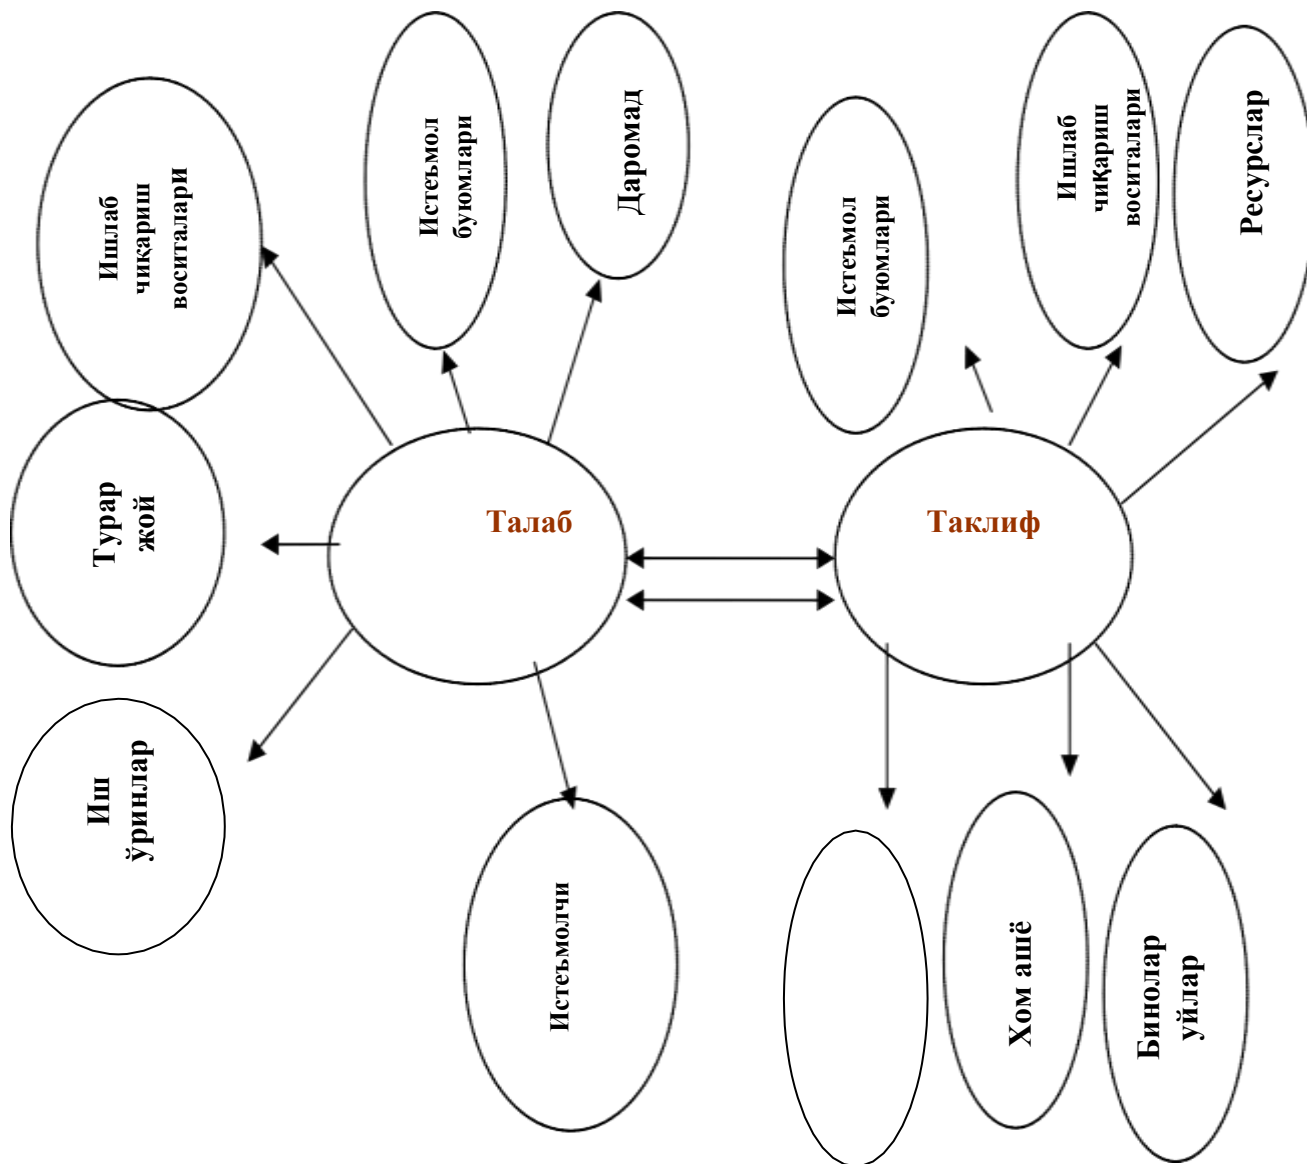 Ишлаб
чикариш
воситалари
Истеъмол
буюмлари
Даромад
Истеъмол
буюмлари
Ишлаб
чиқариш
воситалари
Ресурслар
Турар
жой
Талаб
Таклиф
Иш
ўринлар
Истеъмолчи
Хом ашё
Бинолар
уйлар